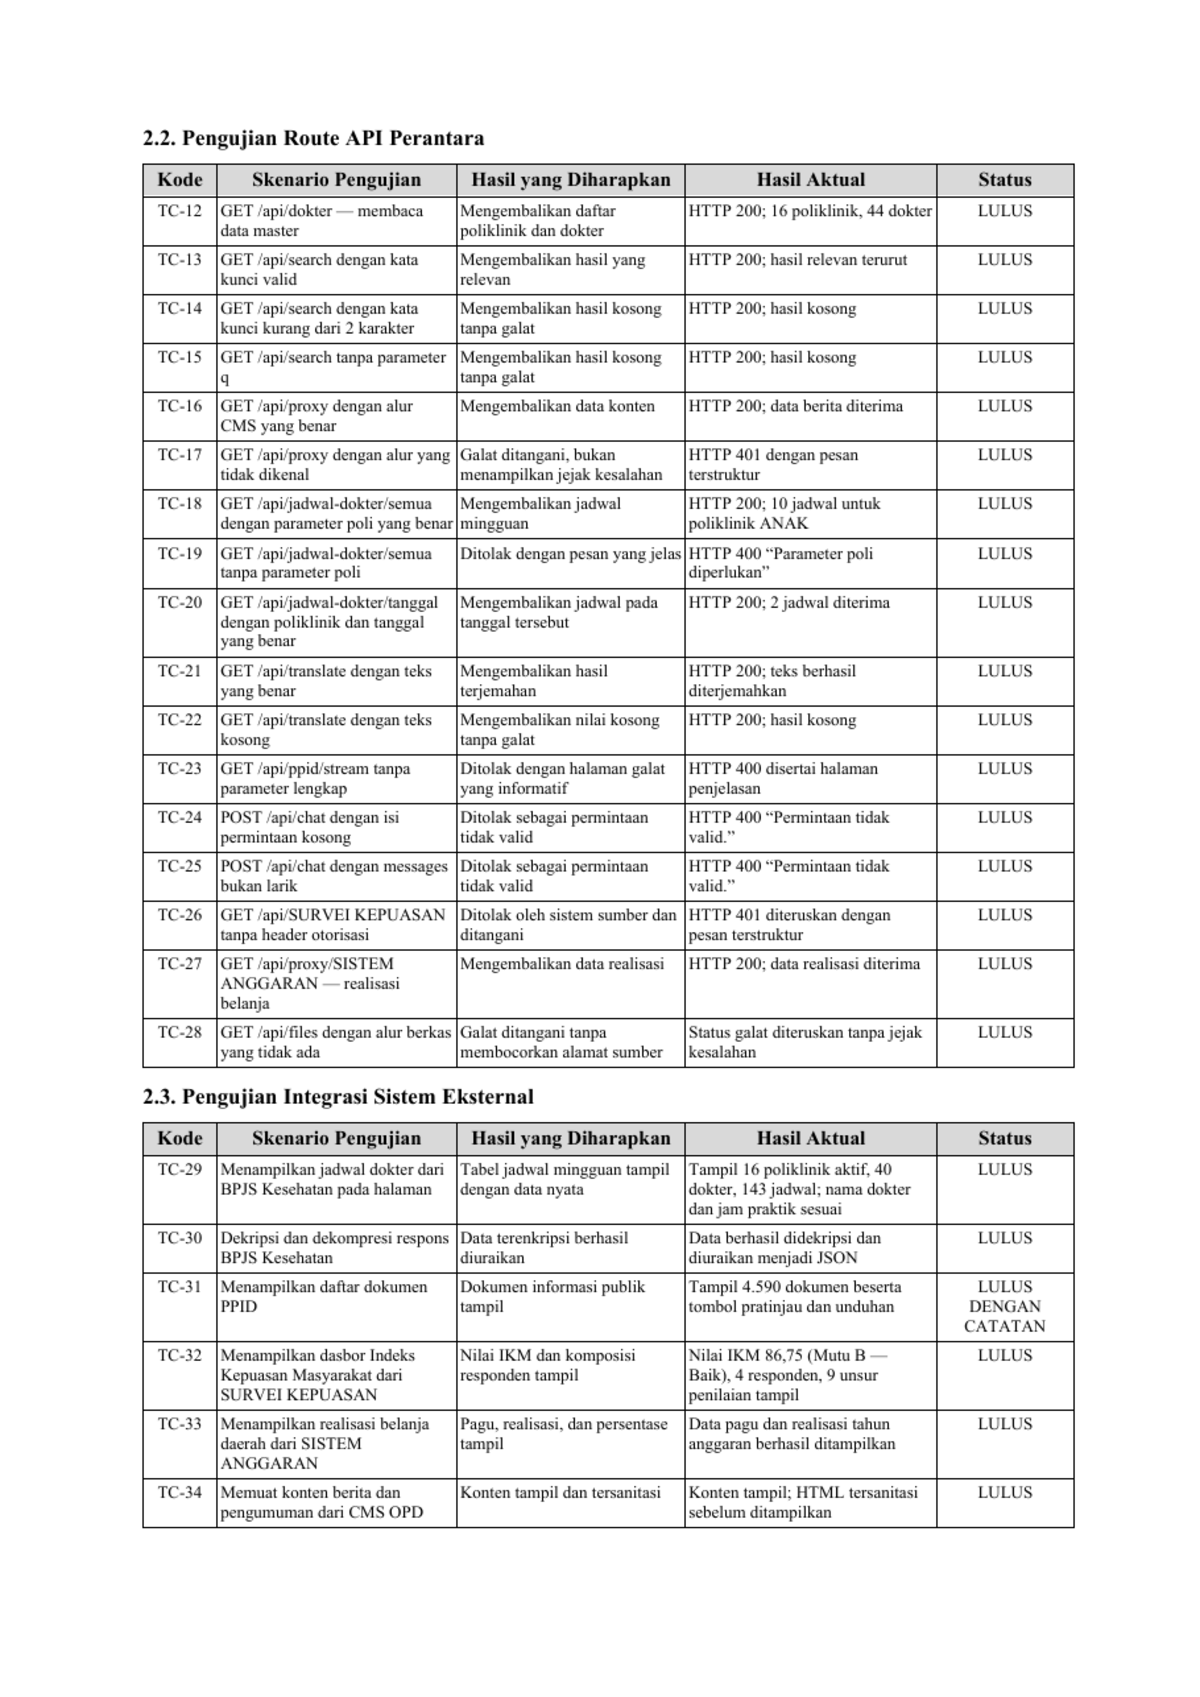 2.2. Pengujian Route API Perantara
Kode Skenario Pengujian Hasil yang Diharapkan Hasil Aktual Status
TC-12 GET /api/dokter — membaca Mengembalikan daftar HTTP 200; 16 poliklinik, 44 dokter LULUS
data master poliklinik dan dokter
TC-13 GET /api/search dengan kata Mengembalikan hasil yang HTTP 200; hasil relevan terurut LULUS
kunci valid relevan
TC-14 GET /api/search dengan kata Mengembalikan hasil kosong HTTP 200; hasil kosong LULUS
kunci kurang dari 2 karakter tanpa galat
TC-15 GET /api/search tanpa parameter Mengembalikan hasil kosong HTTP 200; hasil kosong LULUS
q tanpa galat
TC-16 GET /api/proxy dengan alur Mengembalikan data konten HTTP 200; data berita diterima LULUS
CMS yang benar
TC-17 GET /api/proxy dengan alur yang Galat ditangani, bukan HTTP 401 dengan pesan LULUS
tidak dikenal menampilkan jejak kesalahan terstruktur
TC-18 GET /api/jadwal-dokter/semua Mengembalikan jadwal HTTP 200; 10 jadwal untuk LULUS
dengan parameter poli yang benar mingguan poliklinik ANAK
TC-19 GET /api/jadwal-dokter/semua Ditolak dengan pesan yang jelas HTTP 400 “Parameter poli LULUS
tanpa parameter poli diperlukan”
TC-20 GET /api/jadwal-dokter/tanggal Mengembalikan jadwal pada HTTP 200; 2 jadwal diterima LULUS
dengan poliklinik dan tanggal tanggal tersebut
yang benar
TC-21 GET /api/translate dengan teks Mengembalikan hasil HTTP 200; teks berhasil LULUS
yang benar terjemahan diterjemahkan
TC-22 GET /api/translate dengan teks Mengembalikan nilai kosong HTTP 200; hasil kosong LULUS
kosong tanpa galat
TC-23 GET /api/ppid/stream tanpa Ditolak dengan halaman galat HTTP 400 disertai halaman LULUS
parameter lengkap yang informatif penjelasan
TC-24 POST /api/chat dengan isi Ditolak sebagai permintaan HTTP 400 “Permintaan tidak LULUS
permintaan kosong tidak valid valid.”
TC-25 POST /api/chat dengan messages Ditolak sebagai permintaan HTTP 400 “Permintaan tidak LULUS
bukan larik tidak valid valid.”
TC-26 GET /api/SURVEI KEPUASAN Ditolak oleh sistem sumber dan HTTP 401 diteruskan dengan LULUS
tanpa header otorisasi ditangani pesan terstruktur
TC-27 GET /api/proxy/SISTEM Mengembalikan data realisasi HTTP 200; data realisasi diterima LULUS
ANGGARAN — realisasi
belanja
TC-28 GET /api/files dengan alur berkas Galat ditangani tanpa Status galat diteruskan tanpa jejak LULUS
yang tidak ada membocorkan alamat sumber kesalahan
2.3. Pengujian Integrasi Sistem Eksternal
Kode Skenario Pengujian Hasil yang Diharapkan Hasil Aktual Status
TC-29 Menampilkan jadwal dokter dari Tabel jadwal mingguan tampil Tampil 16 poliklinik aktif, 40 LULUS
BPJS Kesehatan pada halaman dengan data nyata dokter, 143 jadwal; nama dokter
dan jam praktik sesuai
TC-30 Dekripsi dan dekompresi respons Data terenkripsi berhasil Data berhasil didekripsi dan LULUS
BPJS Kesehatan diuraikan diuraikan menjadi JSON
TC-31 Menampilkan daftar dokumen Dokumen informasi publik Tampil 4.590 dokumen beserta LULUS
PPID tampil tombol pratinjau dan unduhan DENGAN
CATATAN
TC-32 Menampilkan dasbor Indeks Nilai IKM dan komposisi Nilai IKM 86,75 (Mutu B — LULUS
Kepuasan Masyarakat dari responden tampil Baik), 4 responden, 9 unsur
SURVEI KEPUASAN penilaian tampil
TC-33 Menampilkan realisasi belanja Pagu, realisasi, dan persentase Data pagu dan realisasi tahun LULUS
daerah dari SISTEM tampil anggaran berhasil ditampilkan
ANGGARAN
TC-34 Memuat konten berita dan Konten tampil dan tersanitasi Konten tampil; HTML tersanitasi LULUS
pengumuman dari CMS OPD sebelum ditampilkan